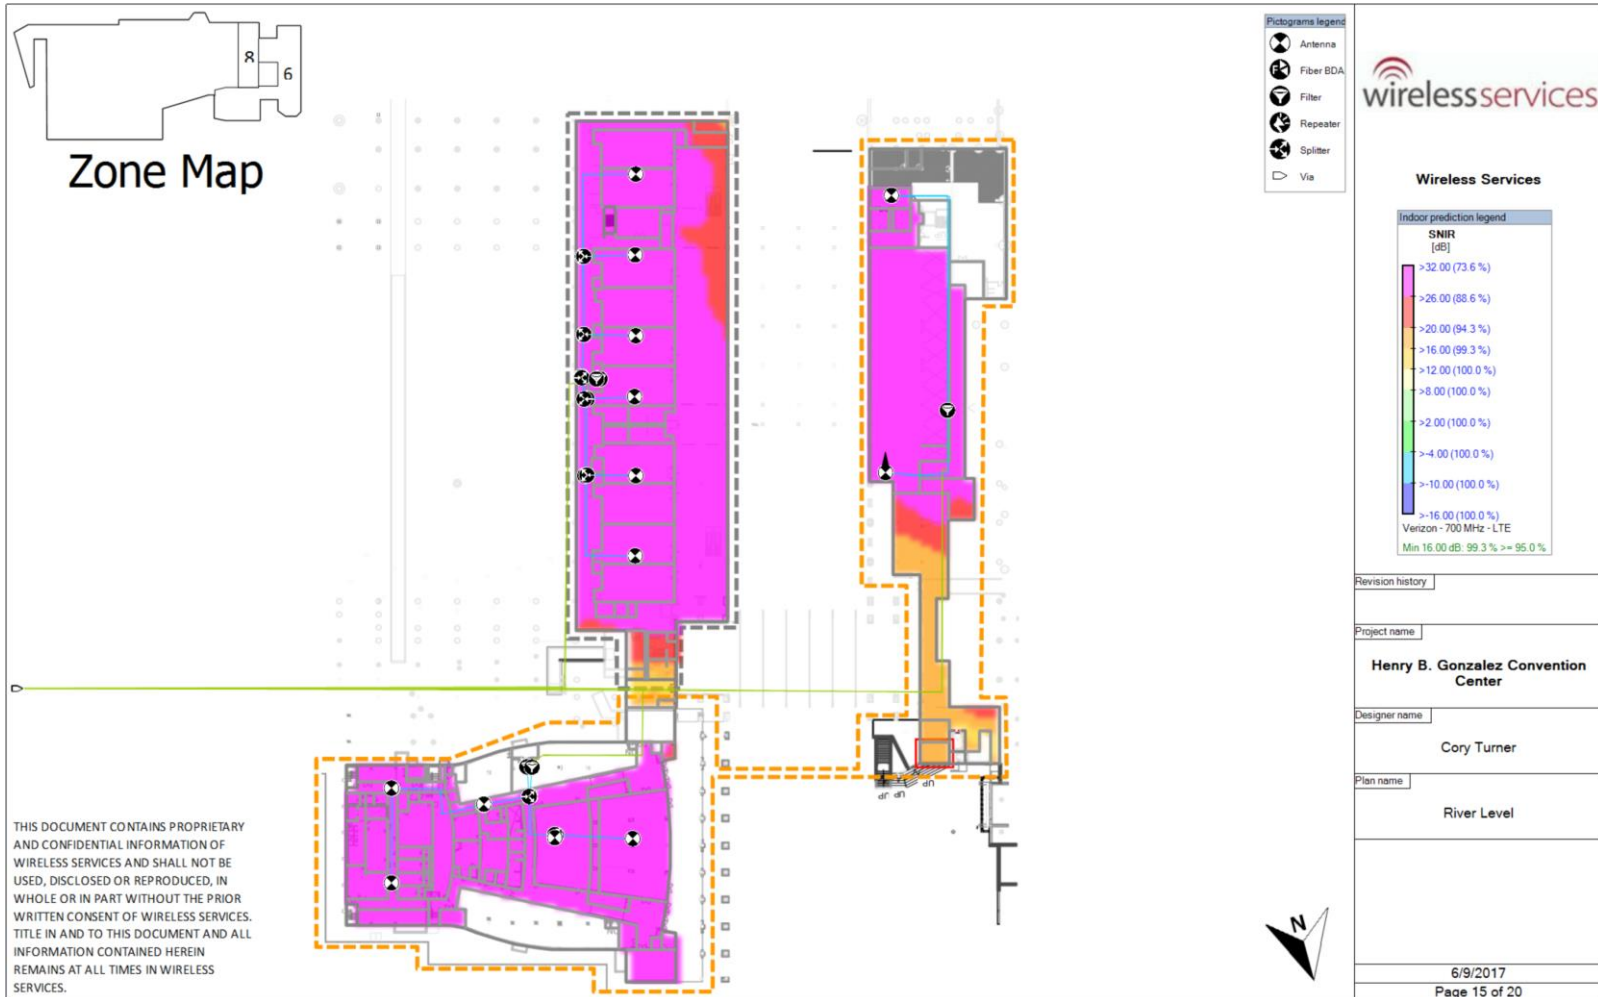 8
9
Zone Map
Pictograms legend
Antenna
Fiber BDA
Filter
Repeater
Splitter
Via
wirelessservices
Wireless Services
Indoor prediction legend
SNIR
[dB]
>32.00 (73.6 %)
>26.00 (88.6 %)
>20.00 (94.3 %)
>16.00 (99.3 %)
>12.00 (100.0 %)
>8.00 (100.0 %)
>2.00 (100.0 %)
>-4.00 (100.0 %)
>-10.00 (100.0 %)
>-16.00 (100.0 %)
Verizon - 700 MHz - LTE
Min 16.00 dB: 99.3 % >= 95.0 %
Revision history
Project name
Henry B. Gonzalez Convention
Center
Designer name
Cory Turner
Plan name
River Level
UP
UP
UP
THIS DOCUMENT CONTAINS PROPRIETARY
AND CONFIDENTIAL INFORMATION OF
WIRELESS SERVICES AND SHALL NOT BE
USED, DISCLOSED OR REPRODUCED, IN
WHOLE OR IN PART WITHOUT THE PRIOR
WRITTEN CONSENT OF WIRELESS SERVICES.
TITLE IN AND TO THIS DOCUMENT AND ALL
INFORMATION CONTAINED HEREIN
REMAINS AT ALL TIMES IN WIRELESS
SERVICES.
N
6/9/2017
Page 15 of 20